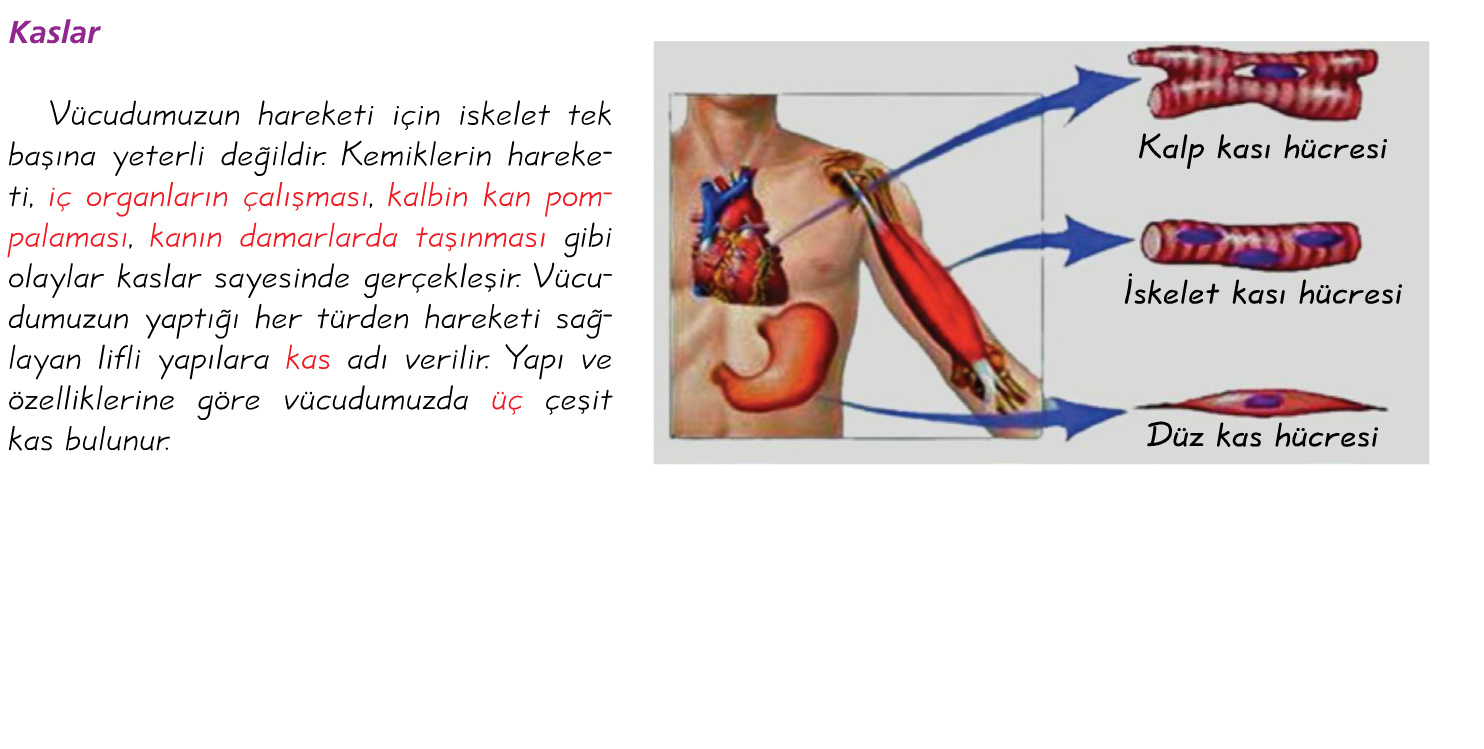 Kaslar
Vücudumuzun hareketi için iskelet tek
başına yeterli değildir. Kemiklerin hareke-
ti, iç organların çalışması, kalbin kan pom-
palaması, kanın damarlarda taşınması gibi
olaylar kaslar sayesinde gerçekleşir. Vücu-
dumuzun yaptığı her türden hareketi sağ-
layan lifli yapılara kas adı verilir. Yapı ve
özelliklerine göre vücudumuzda üç çeşit
kas bulunur.
Kalp kası hücresi
İskelet kası hücresi
Düz kas hücresi